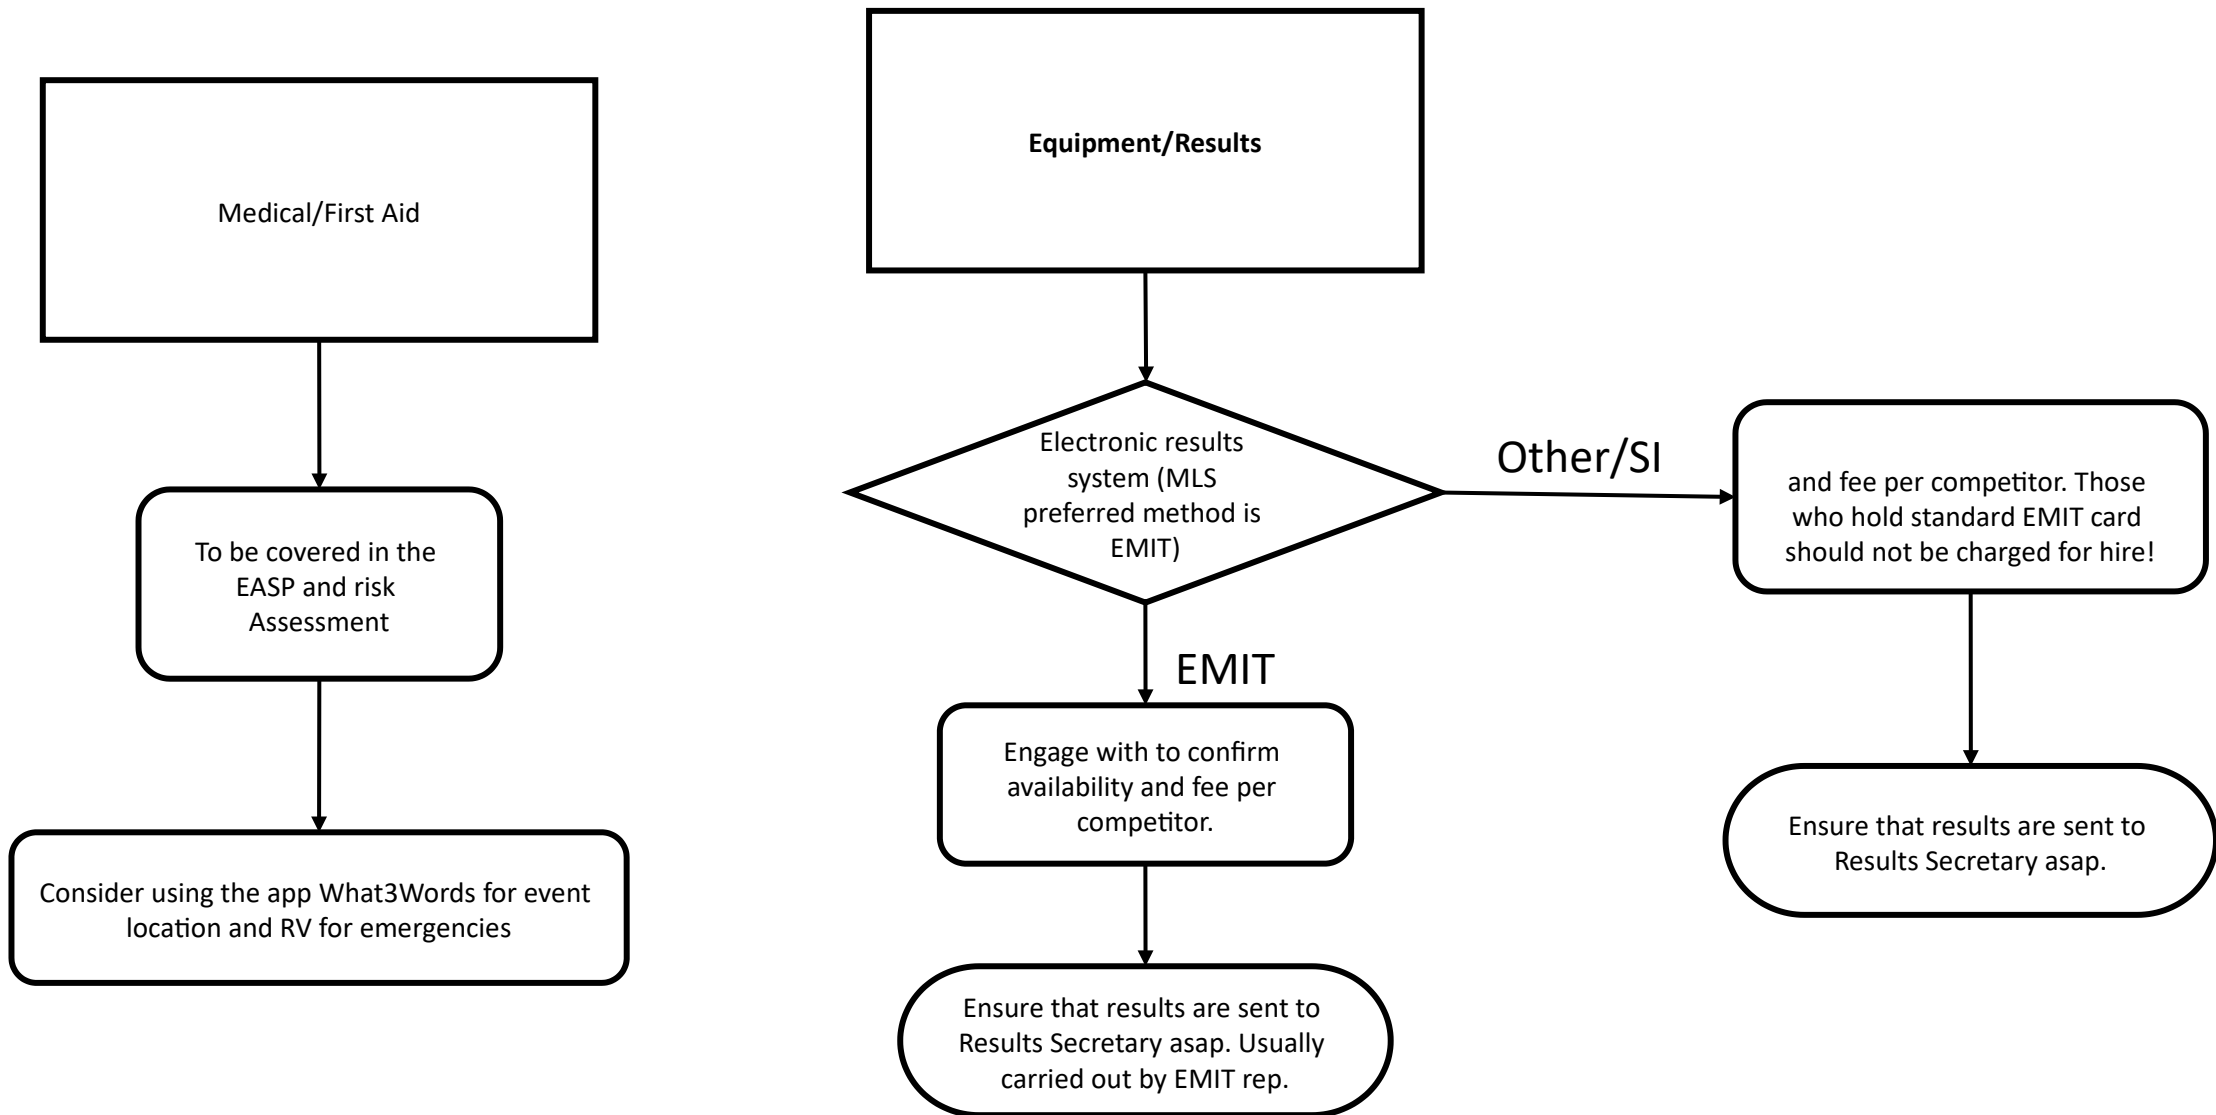 Medical/First Aid
To be covered in the
EASP and risk
Assessment
Consider using the app What3Words for event
location and RV for emergencies
Equipment/Results
Electronic results
system (MLS
preferred method is
EMIT)
Other/SI
EMIT
Engage with to confirm
availability and fee per
competitor.
Ensure that results are sent to
Results Secretary asap. Usually
carried out by EMIT rep.
and fee per competitor. Those
who hold standard EMIT card
should not be charged for hire!
Ensure that results are sent to
Results Secretary asap.